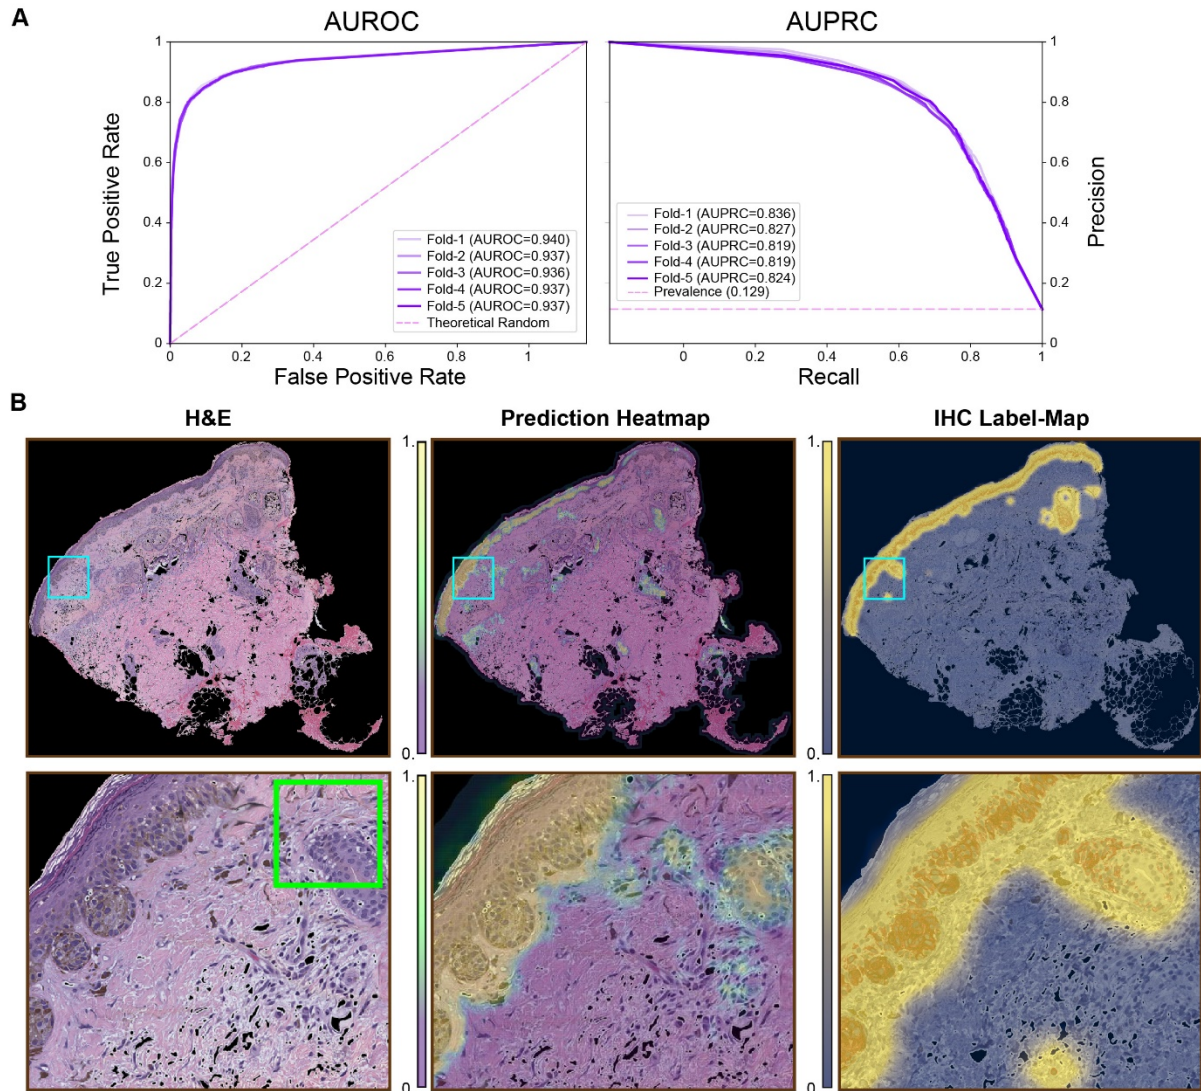 A
AUROC
AUPRC
True Positive Rate
1
0.8
0.6
0.4
0.2
0
0
0.2
0.4
0.6
0.8
1
False Positive Rate
Fold-1 (AUROC=0.940)
Fold-2 (AUROC=0.937)
Fold-3 (AUROC=0.936)
Fold-4 (AUROC=0.937)
Fold-5 (AUROC=0.937)
Theoretical Random
Fold-1 (AUPRC=0.836)
Fold-2 (AUPRC=0.827)
Fold-3 (AUPRC=0.819)
Fold-4 (AUPRC=0.819)
Fold-5 (AUPRC=0.824)
Prevalence (0.129)
0
0.2
0.4
0.6
0.8
1
Recall
1
0.8
0.6
0.4
0.2
0
Precision
B
H&E
Prediction Heatmap
IHC Label-Map
1.
0.
1.
0.
1.
0.
1.
0.